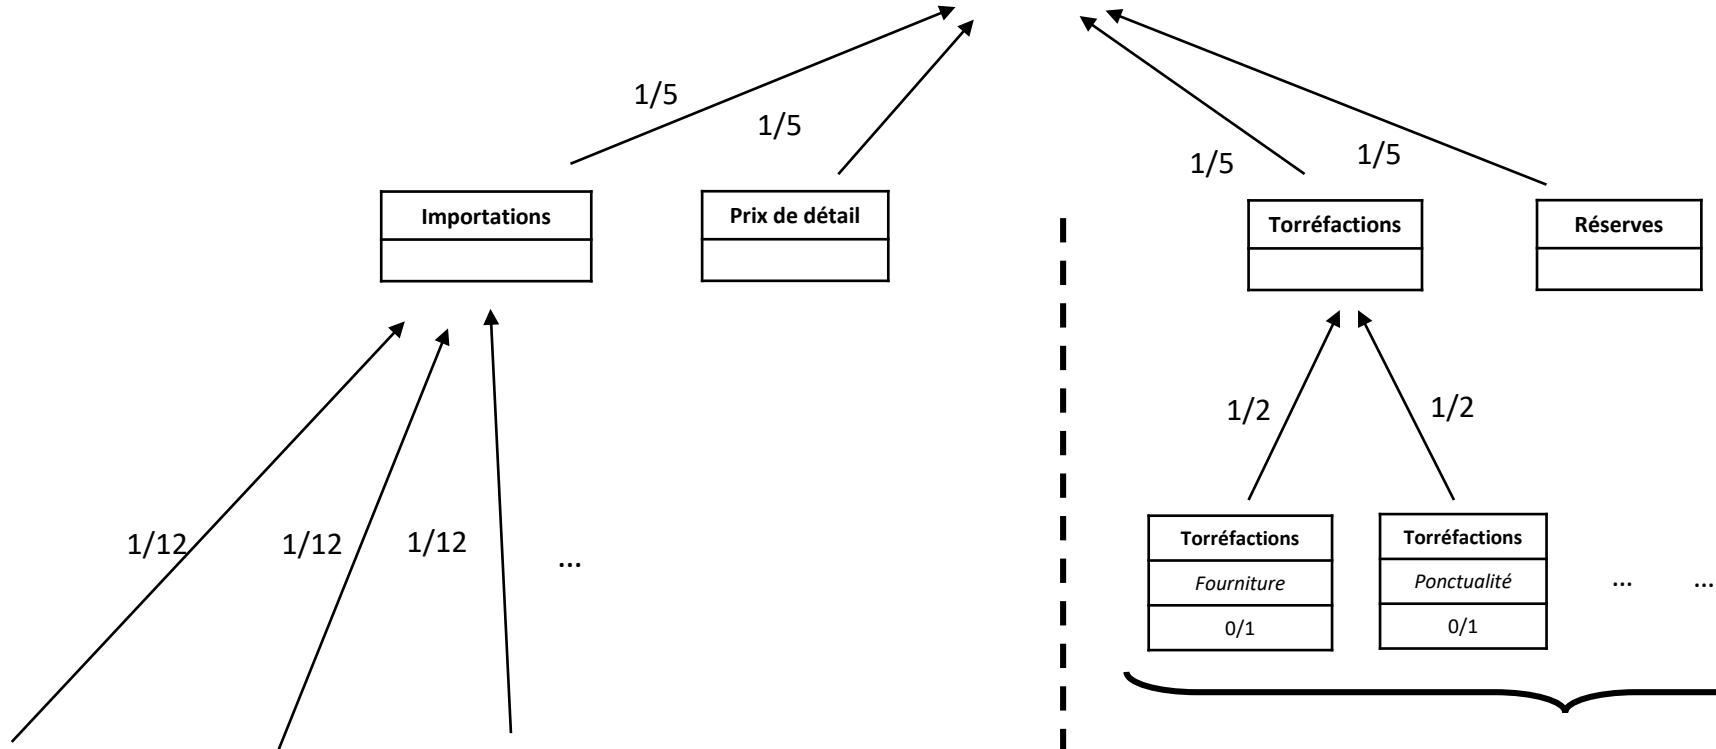 1/5
1/5
1/5
1/5
Importations
Prix de détail
Torréfactions
Réserves
1/2
1/2
1/12
1/12
1/12
...
Torréfactions
Fourniture
0/1
Torréfactions
Ponctualité
0/1
...
...